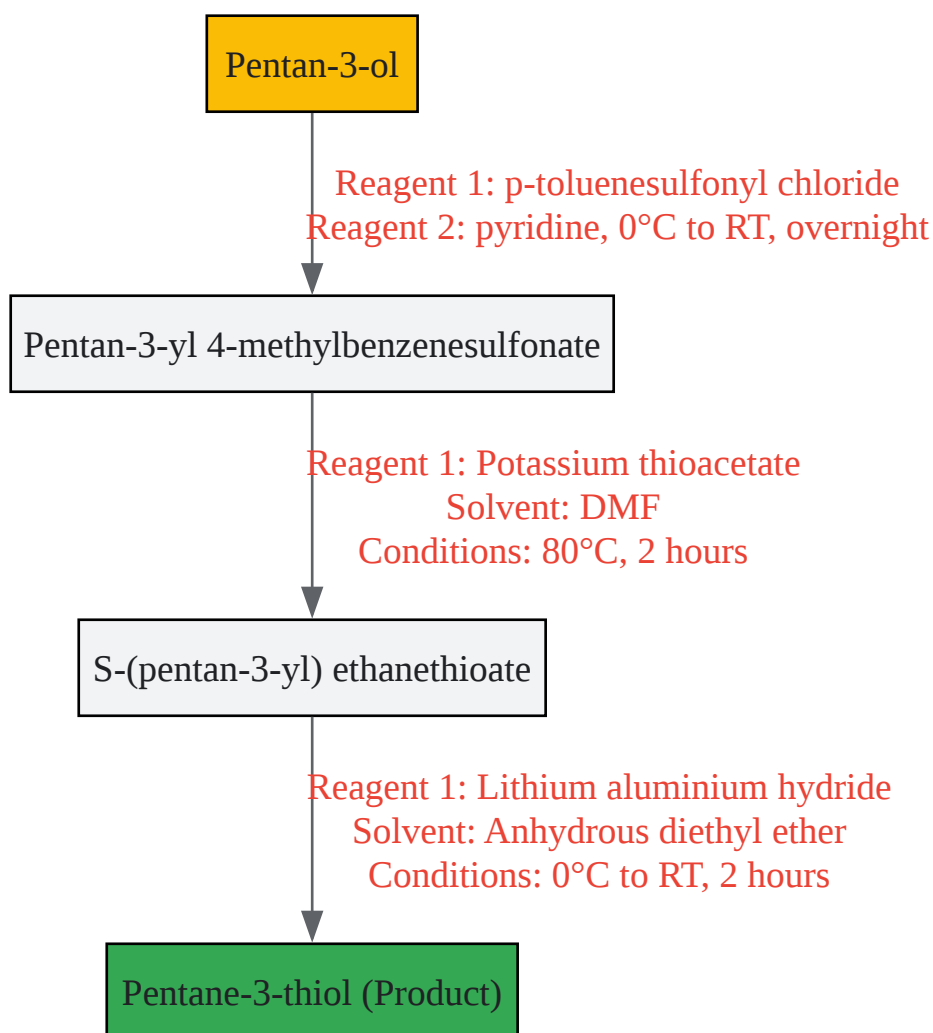 Pentan-3-ol
Reagent 1: p-toluenesulfonyl chloride
Reagent 2: pyridine, 0°C to RT, overnight
Pentan-3-yl 4-methylbenzenesulfonate
Reagent 1: Potassium thioacetate
Solvent: DMF
Conditions: 80°C, 2 hours
S-(pentan-3-yl) ethanethioate
Reagent 1: Lithium aluminium hydride
Solvent: Anhydrous diethyl ether
Conditions: 0°C to RT, 2 hours
Pentane-3-thiol (Product)